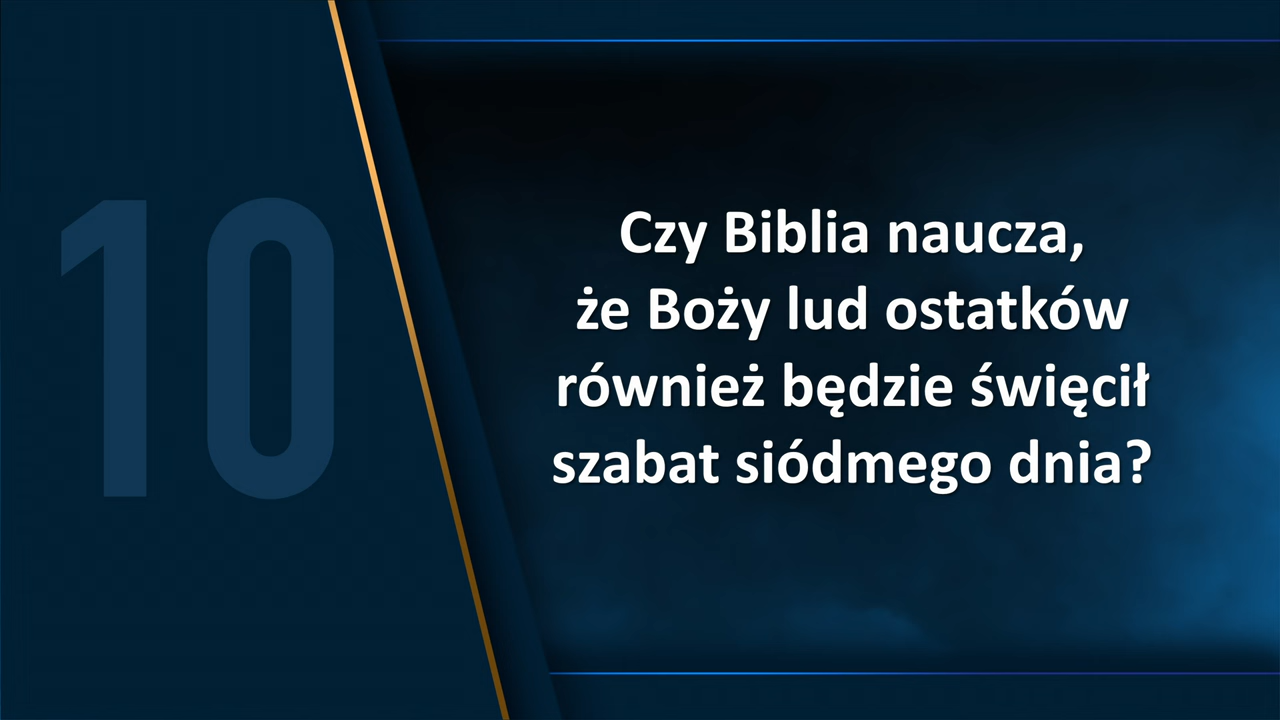 10
Czy Biblia naucza,
że Boży lud ostatków
również będzie święcił
szabat siódmego dnia?